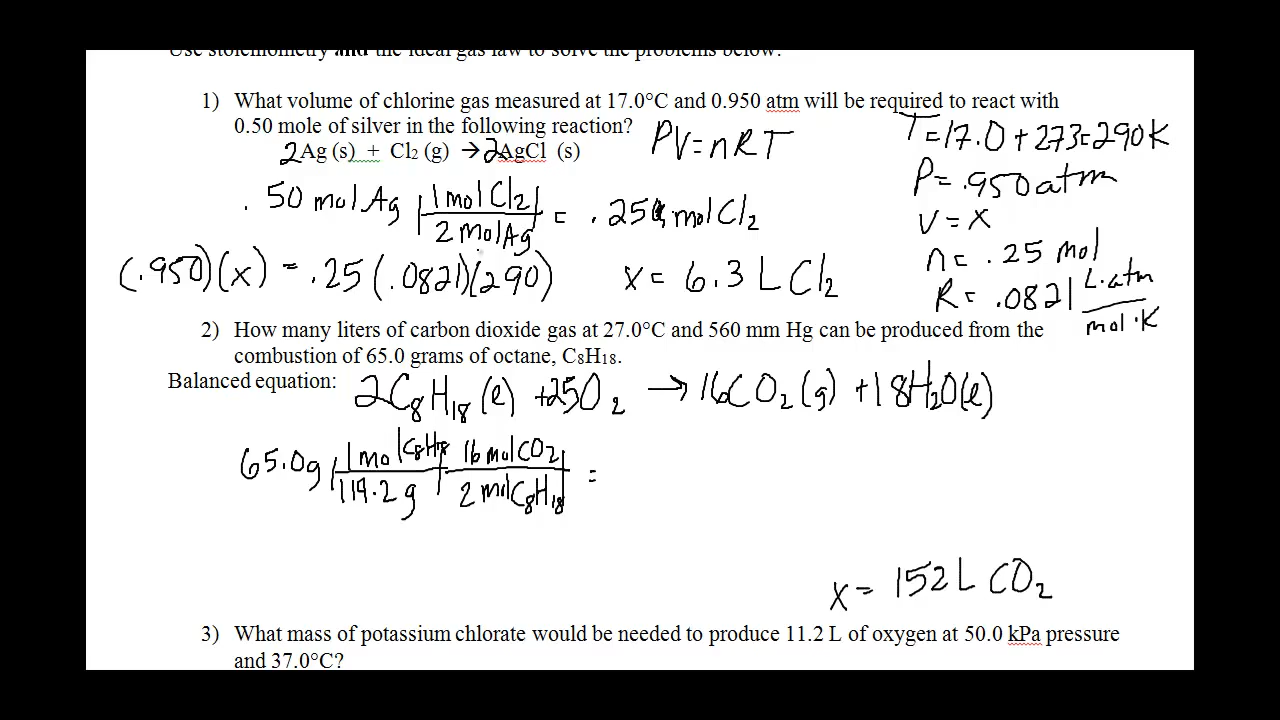 Use stoichiometry and the ideal gas law to solve the problems below.
1) What volume of chlorine gas measured at 17.0°C and 0.950 atm will be required to react with
0.50 mole of silver in the following reaction?
2Ag (s) + Cl₂ (g) → 2AgCl (s)
PV = nRT
T = 17.0 + 273 = 290 K
P = .950 atm
V = x
n = .25 mol
R = .0821 L·atm / mol·K
.50 mol Ag | 1 mol Cl₂ / 2 mol Ag | = .25 mol Cl₂
(.950)(x) = .25 (.0821)(290) x = 6.3 L Cl₂
2) How many liters of carbon dioxide gas at 27.0°C and 560 mm Hg can be produced from the
combustion of 65.0 grams of octane, C₈H₁₈.
Balanced equation: 2C₈H₁₈(l) + 25O₂ → 16CO₂(g) + 18H₂O(l)
65.0g | 1 mol C₈H₁₈ / 114.2 g | 16 mol CO₂ / 2 mol C₈H₁₈ | =
x = 152 L CO₂
3) What mass of potassium chlorate would be needed to produce 11.2 L of oxygen at 50.0 kPa pressure
and 37.0°C?